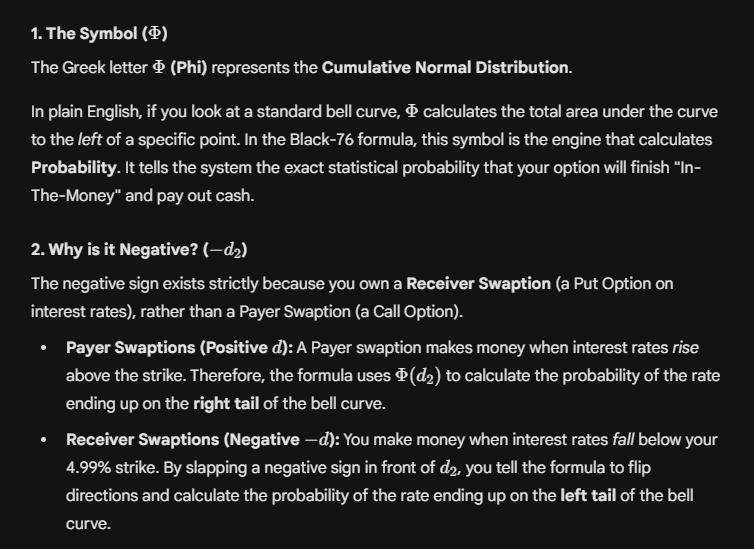 1. The Symbol (Φ)
The Greek letter Φ (Phi) represents the Cumulative Normal Distribution.
In plain English, if you look at a standard bell curve, Φ calculates the total area under the curve
to the left of a specific point. In the Black-76 formula, this symbol is the engine that calculates
Probability. It tells the system the exact statistical probability that your option will finish "In-
The-Money" and pay out cash.
2. Why is it Negative? (−d₂)
The negative sign exists strictly because you own a Receiver Swaption (a Put Option on
interest rates), rather than a Payer Swaption (a Call Option).
• Payer Swaptions (Positive d): A Payer swaption makes money when interest rates rise
above the strike. Therefore, the formula uses Φ(d₂) to calculate the probability of the rate
ending up on the right tail of the bell curve.
• Receiver Swaptions (Negative −d): You make money when interest rates fall below your
4.99% strike. By slapping a negative sign in front of d₂, you tell the formula to flip
directions and calculate the probability of the rate ending up on the left tail of the bell
curve.